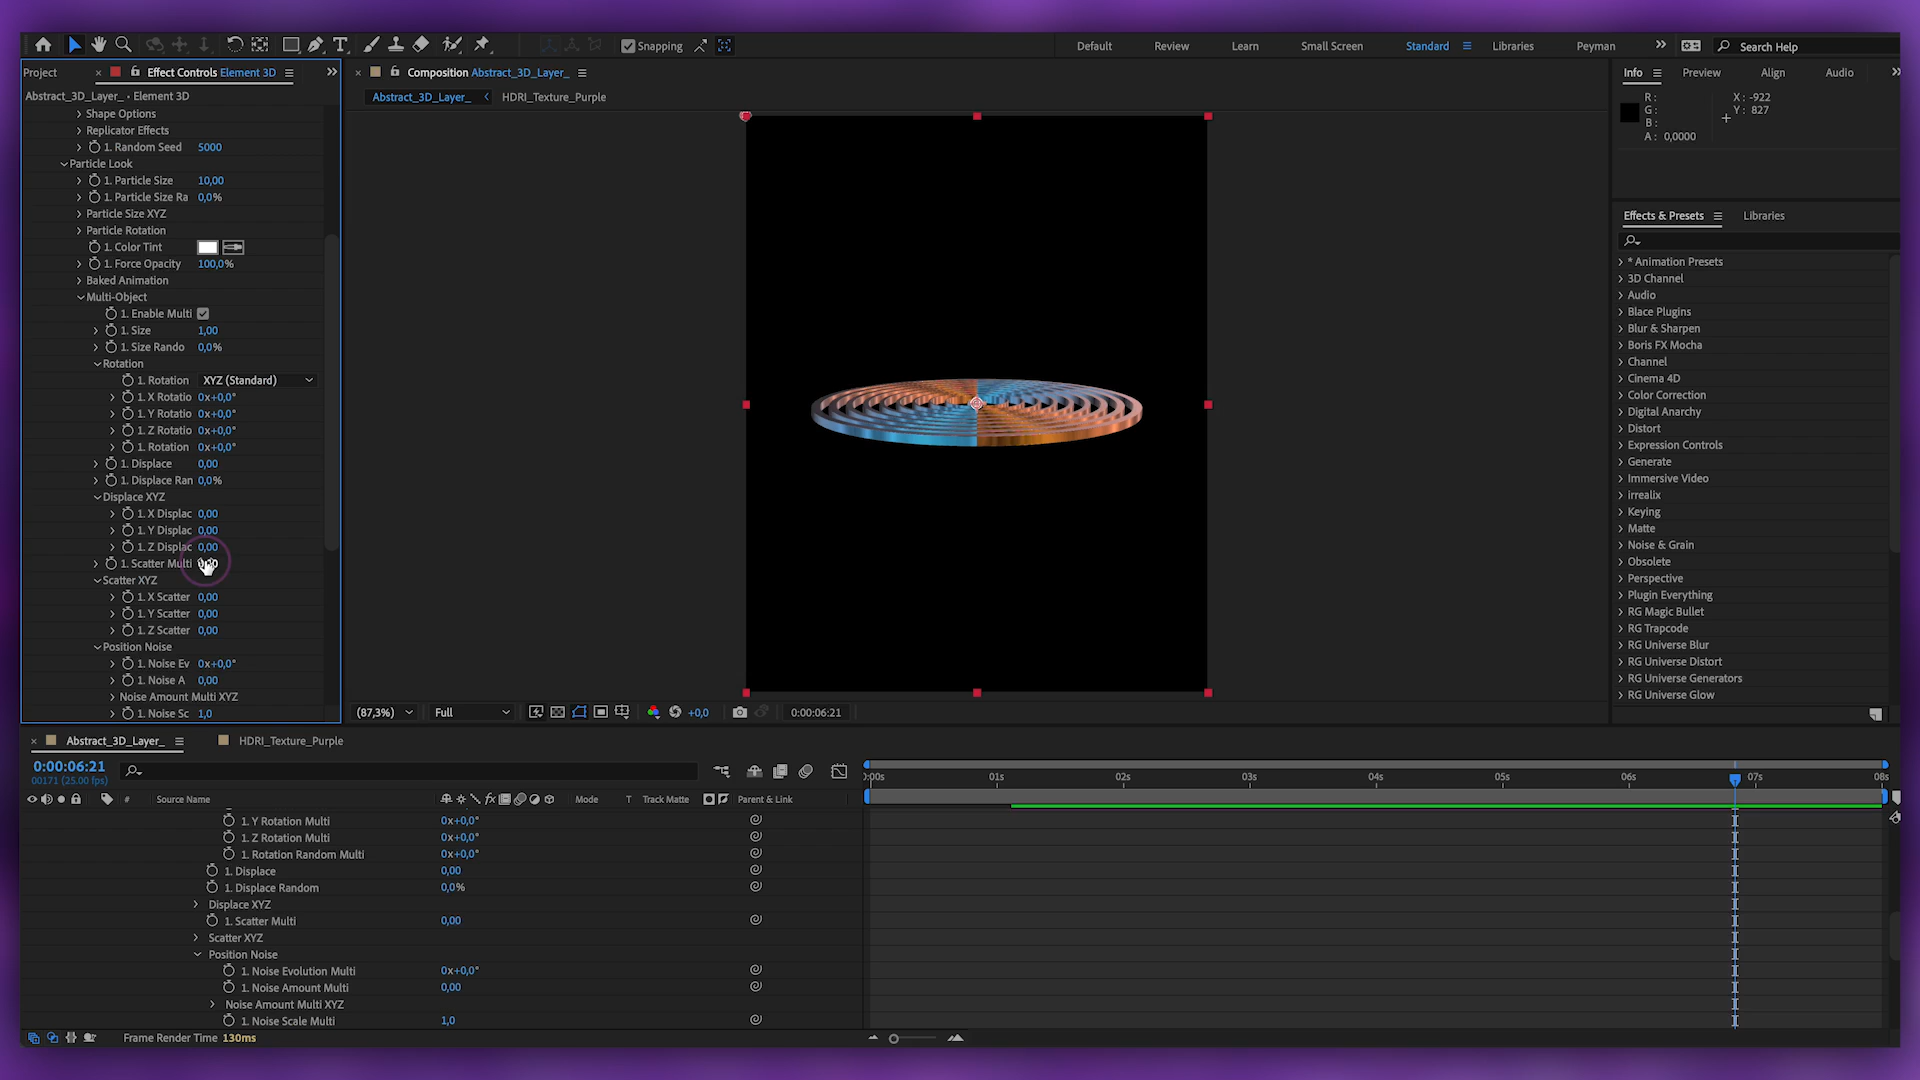 Snapping
Default
Review
Learn
Small Screen
Standard
Libraries
Peyman
Search Help
Project
Effect Controls Element 3D
Abstract_3D_Layer_ • Element 3D
Shape Options
Replicator Effects
1. Random Seed 5000
Particle Look
1. Particle Size 10,00
1. Particle Size Ra 0,0%
Particle Size XYZ
Particle Rotation
1. Color Tint
1. Force Opacity 100,0%
Baked Animation
Multi-Object
1. Enable Multi
1. Size 1,00
1. Size Rando 0,0%
Rotation
1. Rotation XYZ (Standard)
1. X Rotatio 0x+0,0°
1. Y Rotatio 0x+0,0°
1. Z Rotatio 0x+0,0°
1. Rotation 0x+0,0°
1. Displace 0,00
1. Displace Ran 0,0%
Displace XYZ
1. X Displac 0,00
1. Y Displac 0,00
1. Z Displac 0,00
1. Scatter Multi
Scatter XYZ
1. X Scatter 0,00
1. Y Scatter 0,00
1. Z Scatter 0,00
Position Noise
1. Noise Ev 0x+0,0°
1. Noise A 0,00
Noise Amount Multi XYZ
1. Noise Sc 1,0
Composition Abstract_3D_Layer_
Abstract_3D_Layer_ HDRI_Texture_Purple
(87,3%) Full +0,0 0:00:06:21
Info Preview Align Audio
R: X: -922
G: Y: 827
B:
A: 0,0000
Effects & Presets Libraries
* Animation Presets
3D Channel
Audio
Blace Plugins
Blur & Sharpen
Boris FX Mocha
Channel
Cinema 4D
Color Correction
Digital Anarchy
Distort
Expression Controls
Generate
Immersive Video
irrealix
Keying
Matte
Noise & Grain
Obsolete
Perspective
Plugin Everything
RG Magic Bullet
RG Trapcode
RG Universe Blur
RG Universe Distort
RG Universe Generators
RG Universe Glow
Abstract_3D_Layer_ HDRI_Texture_Purple
0:00:06:21
00171 (25.00 fps)
# Source Name Mode T Track Matte Parent & Link
:00s 01s 02s 03s 04s 05s 06s 07s 08s
1. Y Rotation Multi 0x+0,0°
1. Z Rotation Multi 0x+0,0°
1. Rotation Random Multi 0x+0,0°
1. Displace 0,00
1. Displace Random 0,0%
Displace XYZ
1. Scatter Multi 0,00
Scatter XYZ
Position Noise
1. Noise Evolution Multi 0x+0,0°
1. Noise Amount Multi 0,00
Noise Amount Multi XYZ
1. Noise Scale Multi 1,0
Frame Render Time 130ms